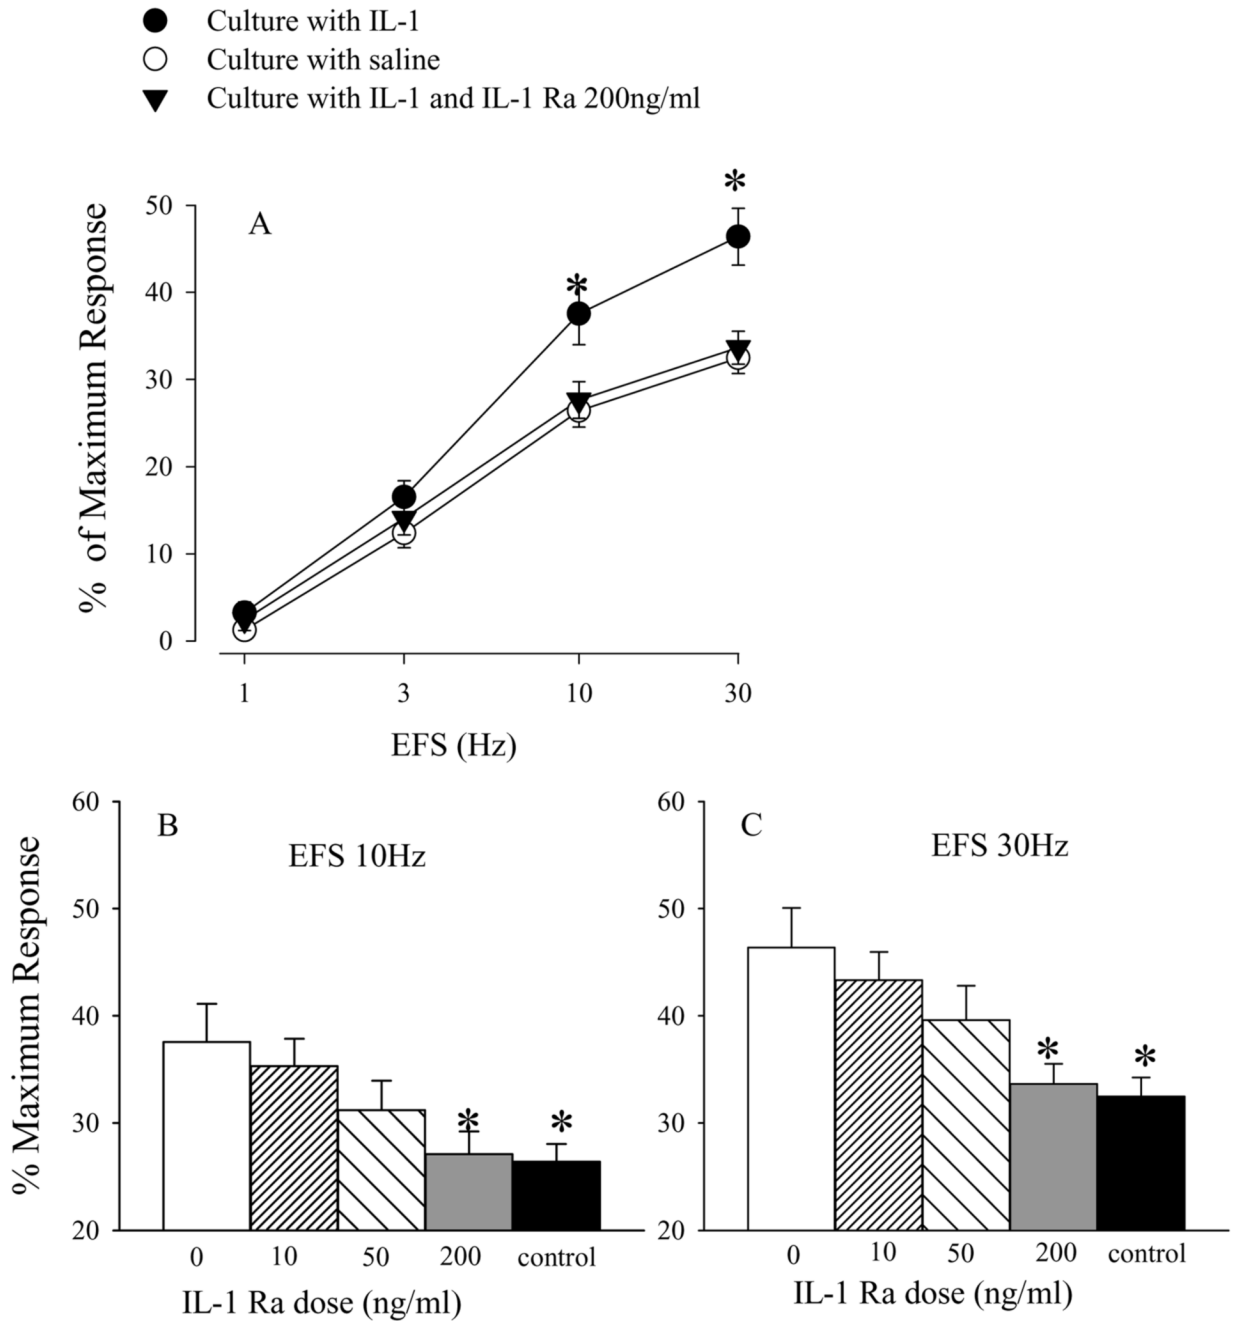 Culture with IL-1
Culture with saline
Culture with IL-1 and IL-1 Ra 200ng/ml
A
% of Maximum Response
50
40
30
20
10
0
*
*
1 3 10 30
EFS (Hz)
B
EFS 10Hz
% Maximum Response
60
50
40
30
20
* *
0 10 50 200 control
IL-1 Ra dose (ng/ml)
C
EFS 30Hz
60
50
40
30
20
* *
0 10 50 200 control
IL-1 Ra dose (ng/ml)